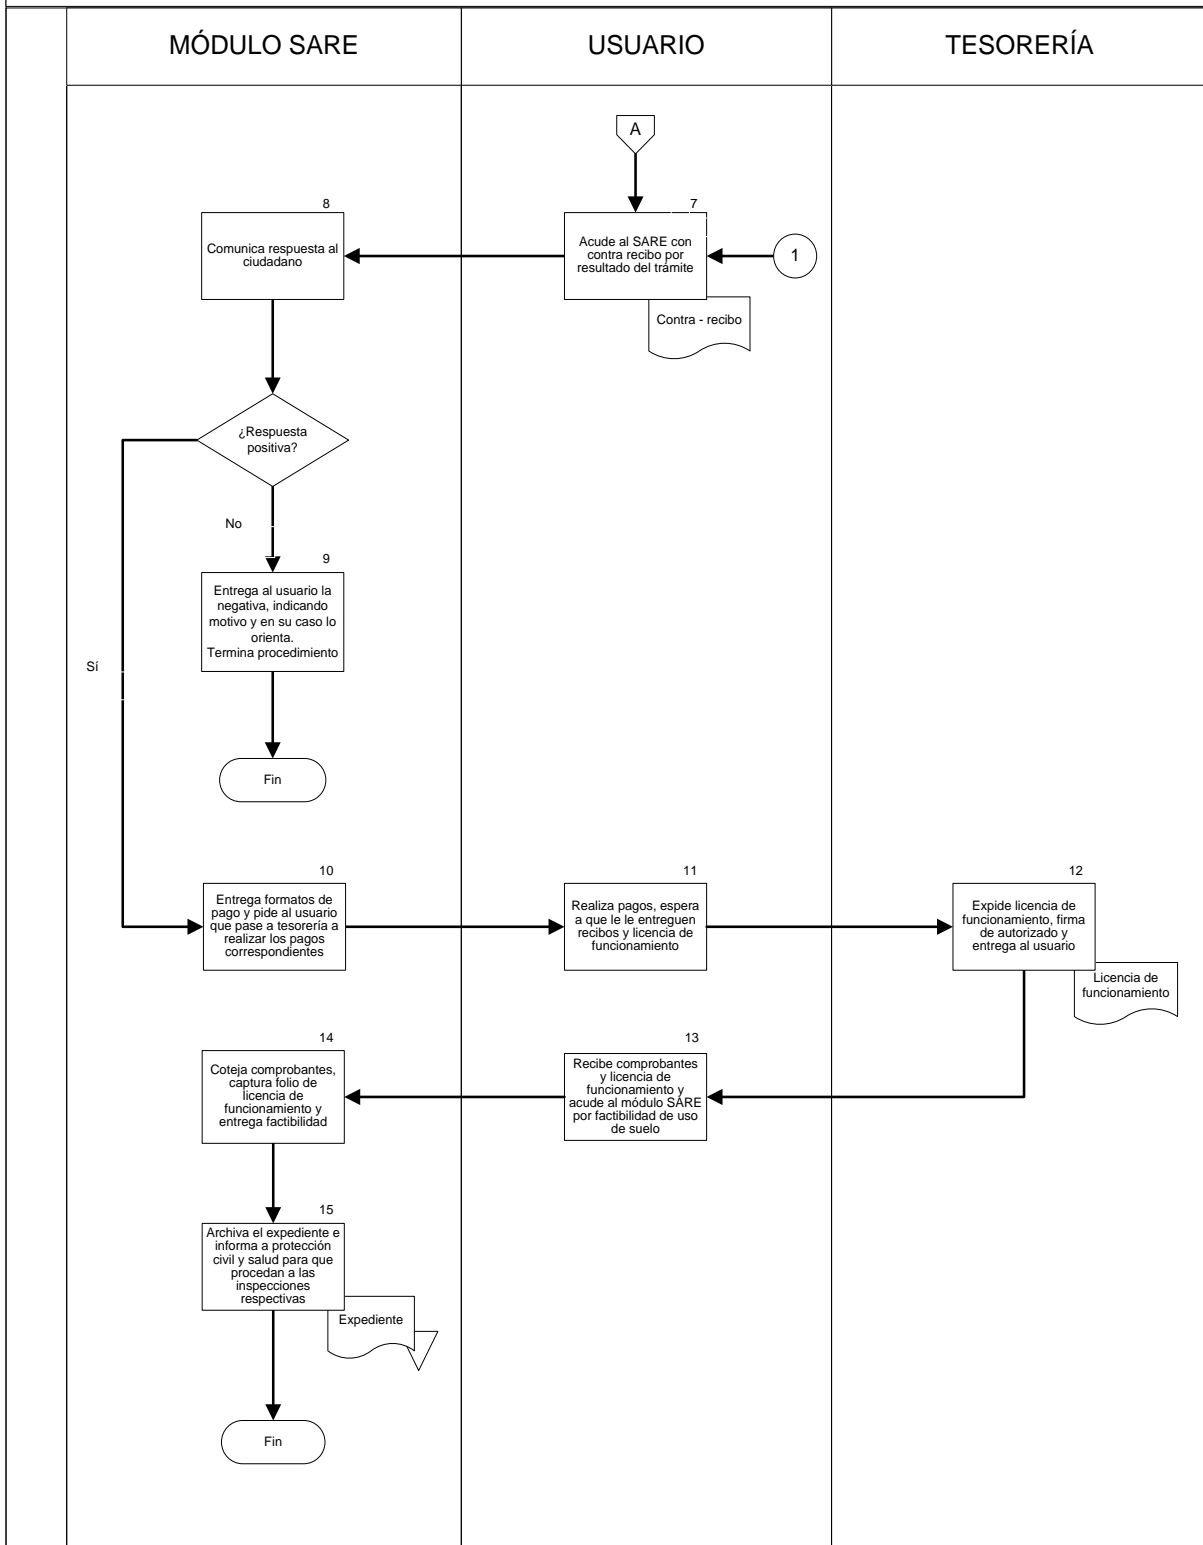 MÓDULO SARE
USUARIO
TESORERÍA
A
8
7
Comunica respuesta al
ciudadano
Acude al SARE con
contra recibo por
resultado del trámite
1
Contra - recibo
¿Respuesta
positiva?
No
9
Entrega al usuario la
negativa, indicando
motivo y en su caso lo
orienta.
Termina procedimiento
Sí
Fin
10
11
12
Entrega formatos de
pago y pide al usuario
que pase a tesorería a
realizar los pagos
correspondientes
Realiza pagos, espera
a que le le entreguen
recibos y licencia de
funcionamiento
Expide licencia de
funcionamiento, firma
de autorizado y
entrega al usuario
Licencia de
funcionamiento
14
13
Coteja comprobantes,
captura folio de
licencia de
funcionamiento y
entrega factibilidad
Recibe comprobantes
y licencia de
funcionamiento y
acude al módulo SARE
por factibilidad de uso
de suelo
15
Archiva el expediente e
informa a protección
civil y salud para que
procedan a las
inspecciones
respectivas
Expediente
Fin